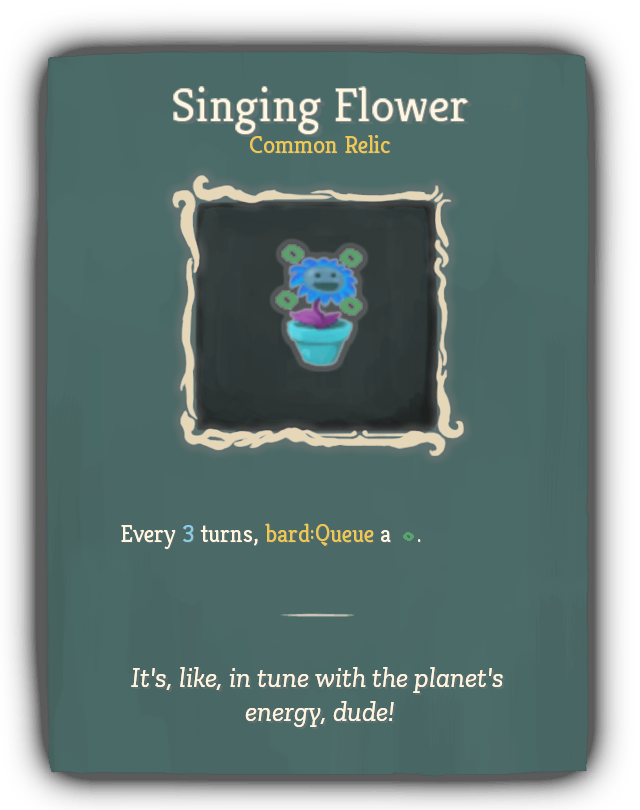 Singing Flower
Common Relic
Every 3 turns, bard:Queue a .
It's, like, in tune with the planet's
energy, dude!